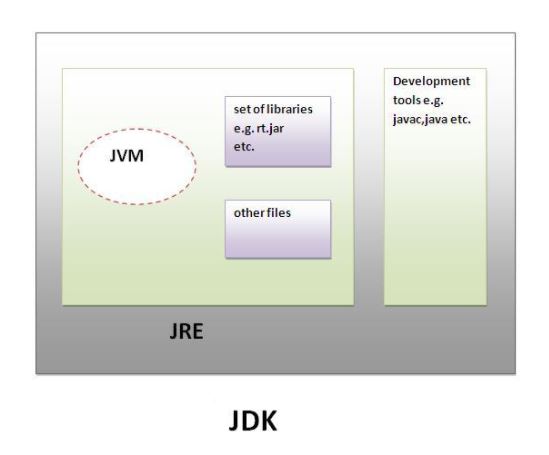 JVM
set of libraries
e.g. rt.jar
etc.
other files
Development
tools e.g.
javac,java etc.
JRE
JDK